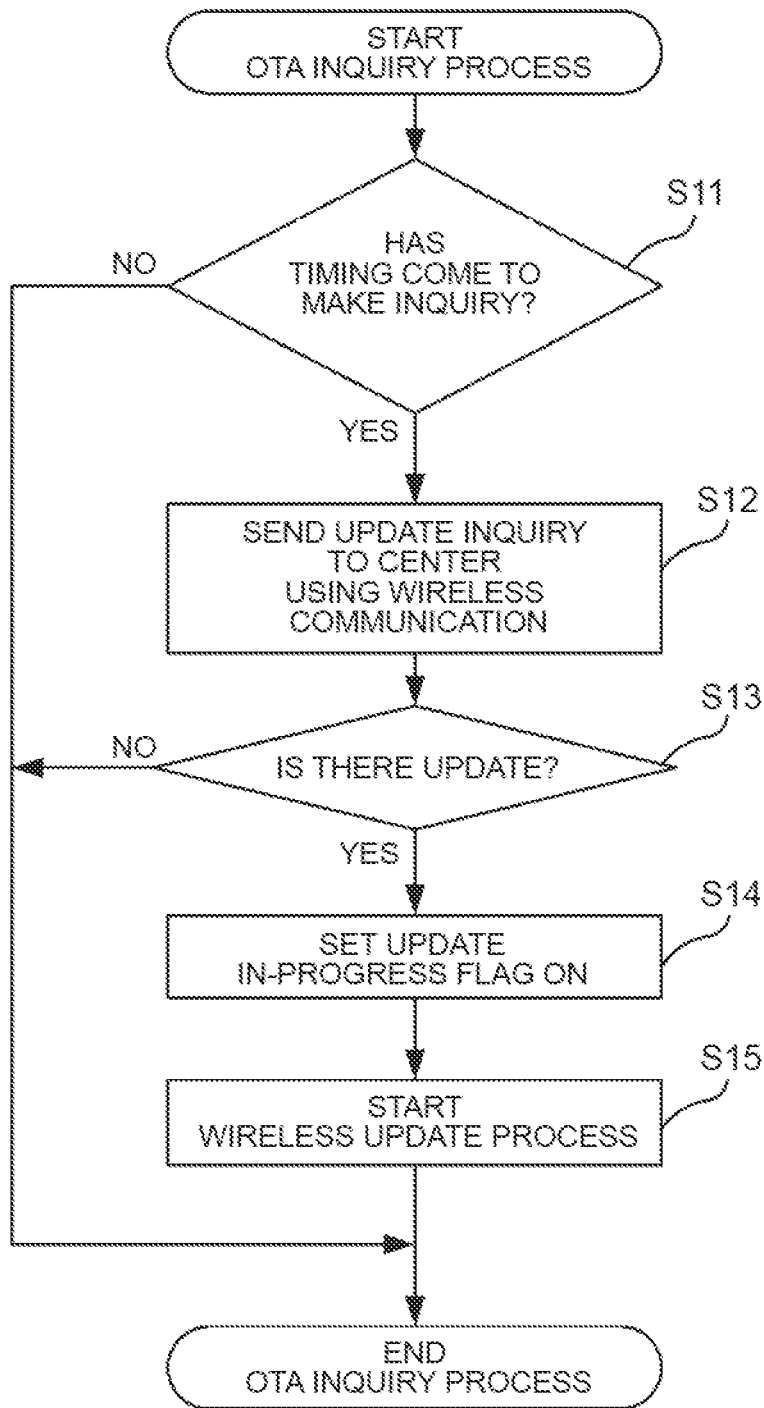 START
OTA INQUIRY PROCESS
S11
HAS
TIMING COME TO
MAKE INQUIRY?
NO
YES
S12
SEND UPDATE INQUIRY
TO CENTER
USING WIRELESS
COMMUNICATION
S13
NO
IS THERE UPDATE?
YES
S14
SET UPDATE
IN-PROGRESS FLAG ON
S15
START
WIRELESS UPDATE PROCESS
END
OTA INQUIRY PROCESS